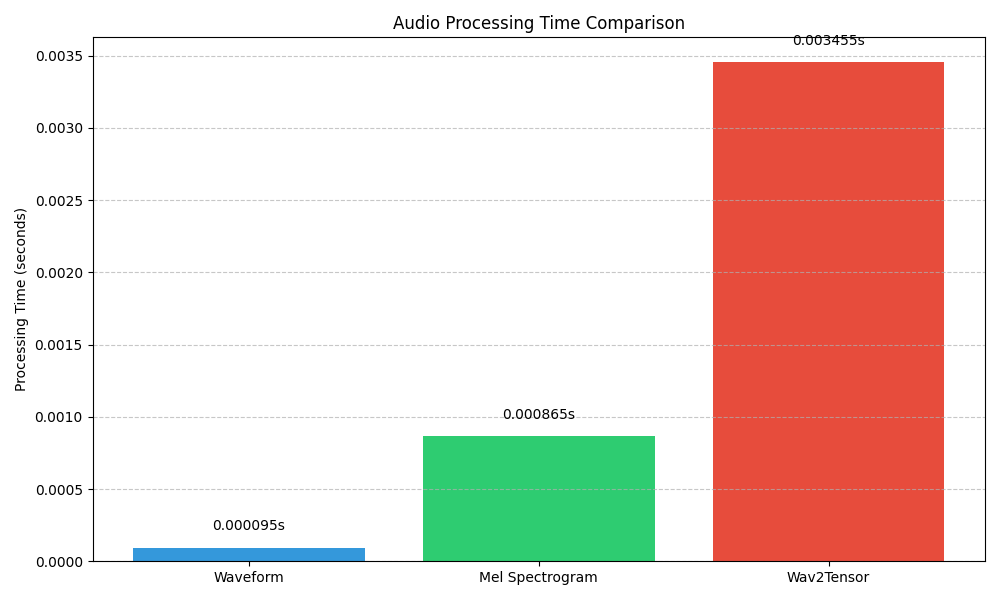 Audio Processing Time Comparison
Processing Time (seconds)
0.0035
0.0030
0.0025
0.0020
0.0015
0.0010
0.0005
0.0000
0.000095s
0.000865s
0.003455s
Waveform
Mel Spectrogram
Wav2Tensor